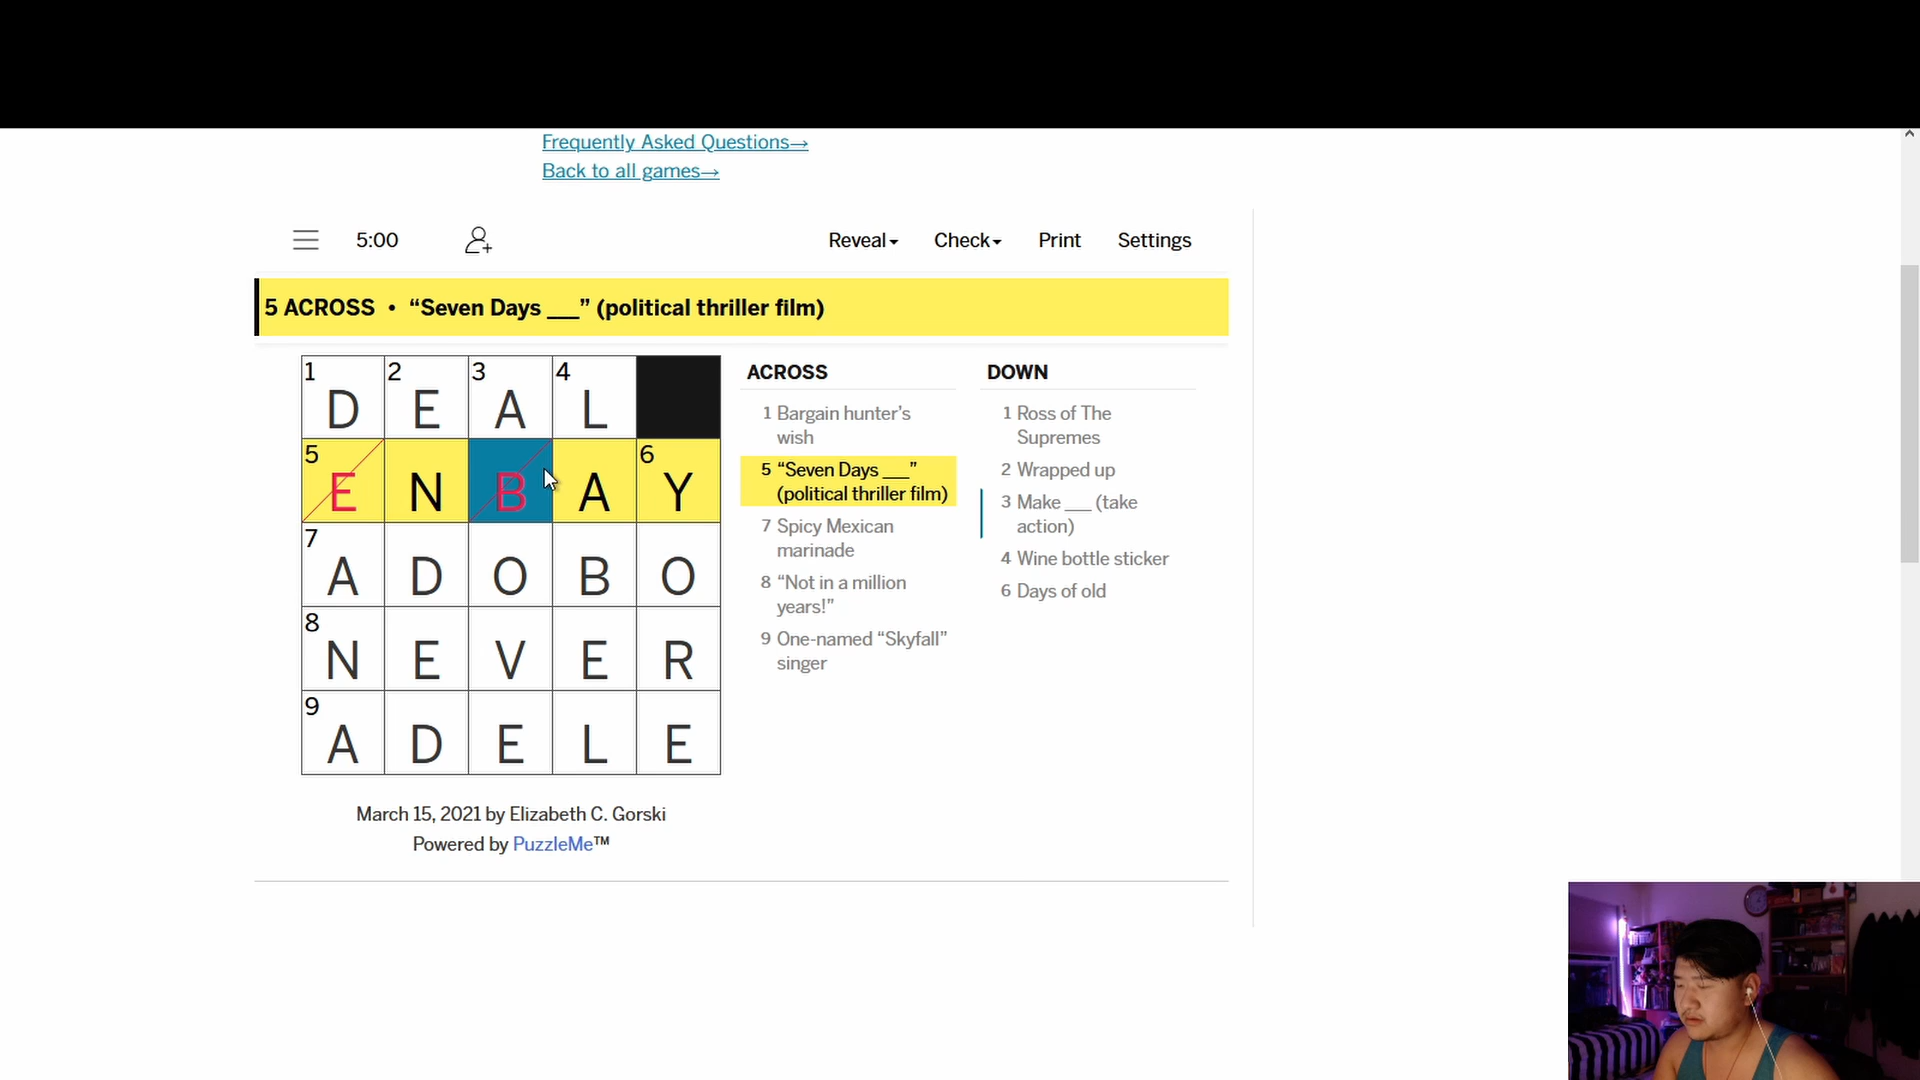 Frequently Asked Questions→
Back to all games→
5:00
Reveal
Check
Print
Settings
5 ACROSS • “Seven Days ___” (political thriller film)
1 D 2 E 3 A 4 L
5 E N B A 6 Y
7 A D O B O
8 N E V E R
9 A D E L E
March 15, 2021 by Elizabeth C. Gorski
Powered by PuzzleMe™
ACROSS
1 Bargain hunter’s
wish
5 “Seven Days ___”
(political thriller film)
7 Spicy Mexican
marinade
8 “Not in a million
years!”
9 One-named “Skyfall”
singer
DOWN
1 Ross of The
Supremes
2 Wrapped up
3 Make ___ (take
action)
4 Wine bottle sticker
6 Days of old